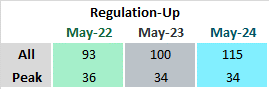 Regulation-Up
May-22 May-23 May-24
All 93 100 115
Peak 36 34 34